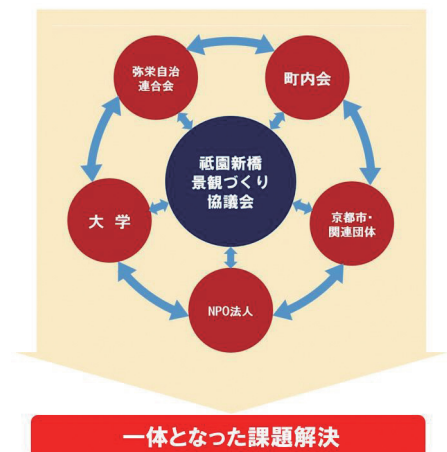 弥栄自治
連合会
町内会
祗園新橋
景観づくり
協議会
大 学
京都市・
関連団体
NPO法人
一体となった課題解決